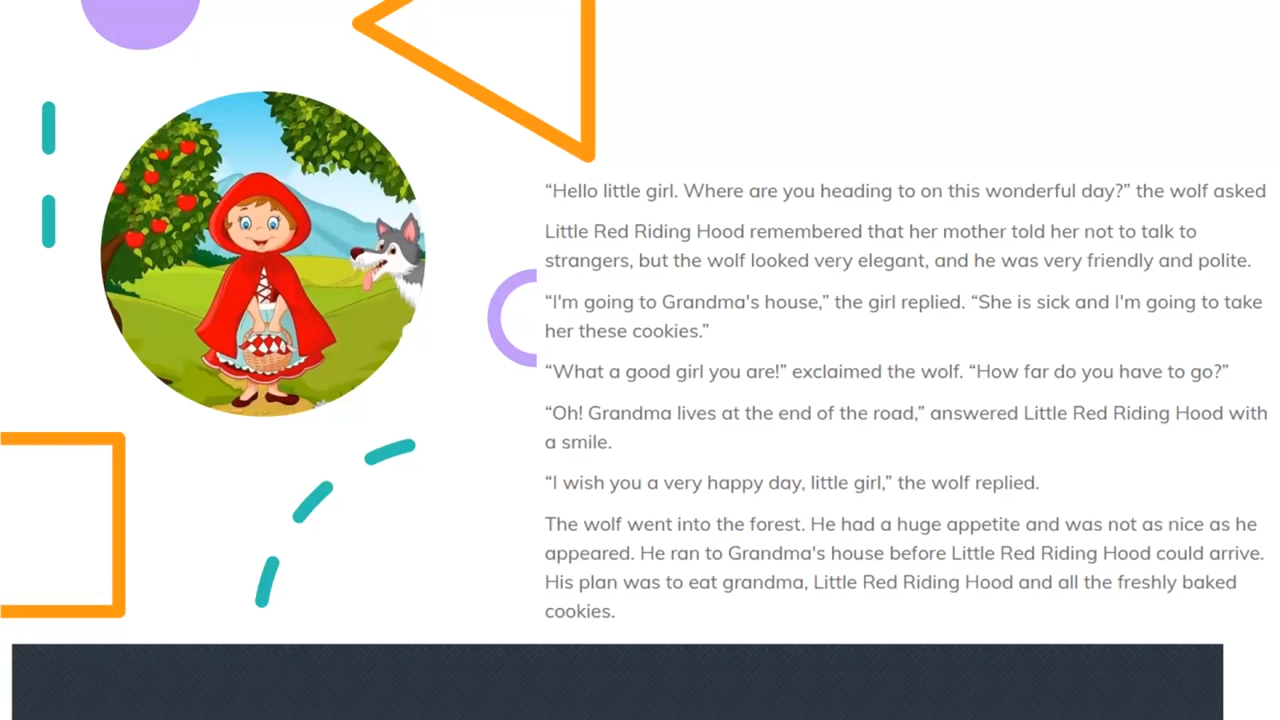 “Hello little girl. Where are you heading to on this wonderful day?” the wolf asked
Little Red Riding Hood remembered that her mother told her not to talk to
strangers, but the wolf looked very elegant, and he was very friendly and polite.
“I'm going to Grandma's house,” the girl replied. “She is sick and I'm going to take
her these cookies.”
“What a good girl you are!” exclaimed the wolf. “How far do you have to go?”
“Oh! Grandma lives at the end of the road,” answered Little Red Riding Hood with
a smile.
“I wish you a very happy day, little girl,” the wolf replied.
The wolf went into the forest. He had a huge appetite and was not as nice as he
appeared. He ran to Grandma's house before Little Red Riding Hood could arrive.
His plan was to eat grandma, Little Red Riding Hood and all the freshly baked
cookies.